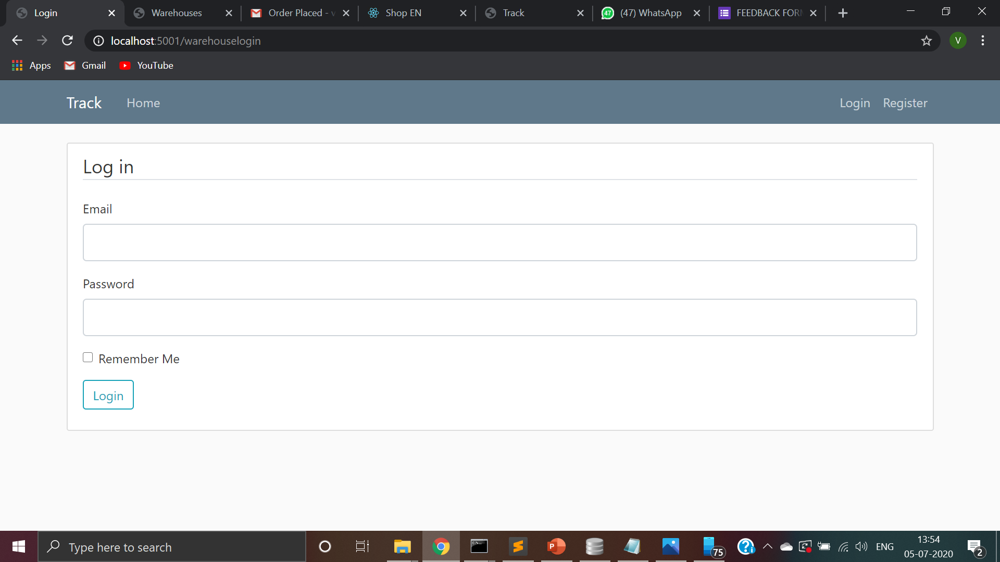 Login
Warehouses
Order Placed - v
Shop EN
Track
47
(47) WhatsApp
FEEDBACK FOR
localhost:5001/warehouselogin
V
Apps
Gmail
YouTube
Track Home Login Register
Log in
Email
Password
Remember Me
Login
Type here to search
P
75
ENG
13:54
05-07-2020
2